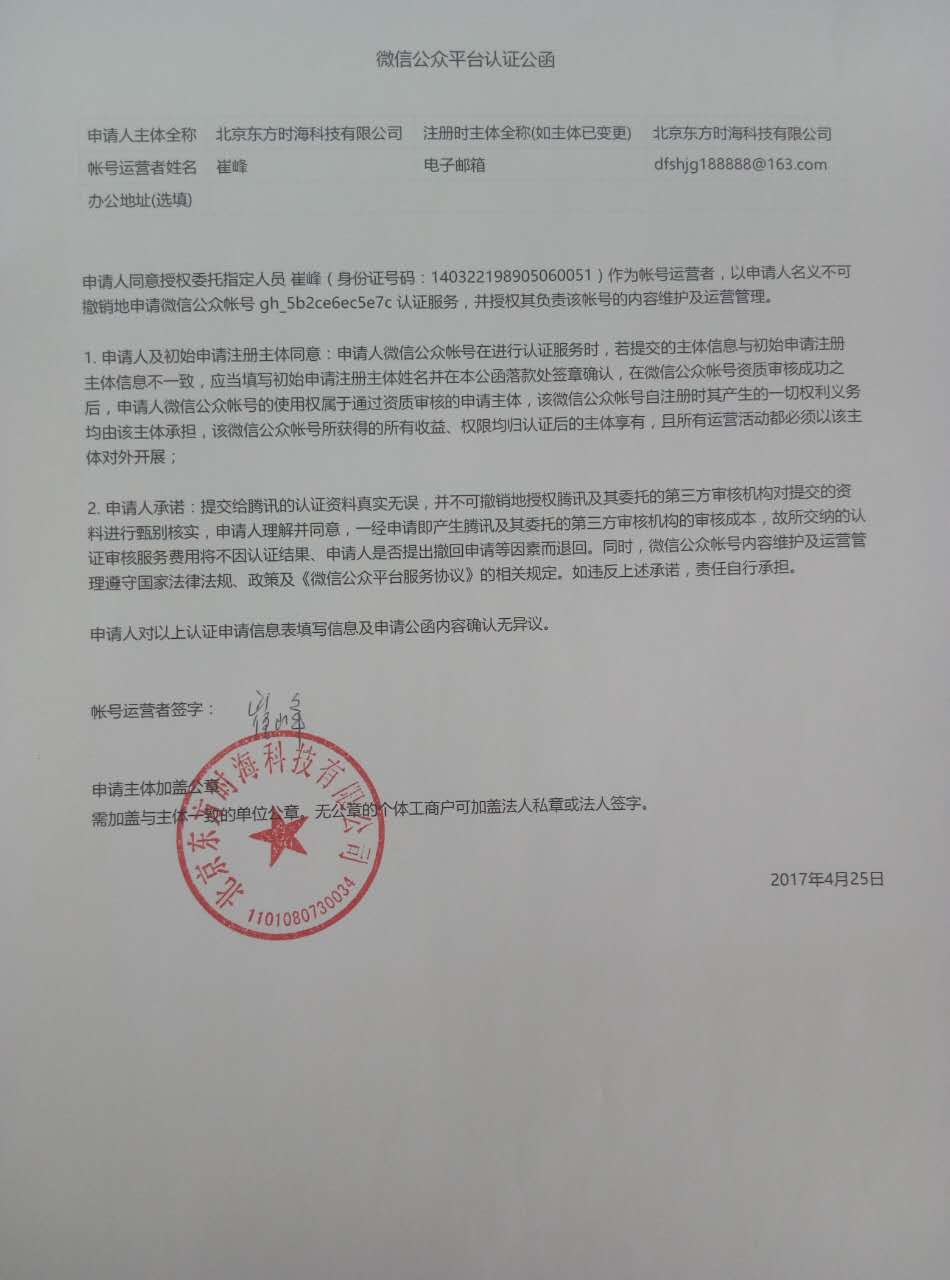 微信公众平台认证公函
申请人主体全称 北京东方时海科技有限公司 注册时主体全称(如主体已变更) 北京东方时海科技有限公司
帐号运营者姓名 崔峰 电子邮箱 dfshjg188888@163.com
办公地址(选填)
申请人同意授权委托指定人员 崔峰（身份证号码：140322198905060051）作为帐号运营者，以申请人名义不可
撤销地申请微信公众帐号 gh_5b2ce6ec5e7c 认证服务，并授权其负责该帐号的内容维护及运营管理。
1. 申请人及初始申请注册主体同意：申请人微信公众帐号在进行认证服务时，若提交的主体信息与初始申请注册
主体信息不一致，应当填写初始申请注册主体姓名并在本公函落款处签章确认，在微信公众帐号资质审核成功之
后，申请人微信公众帐号的使用权属于通过资质审核的申请主体，该微信公众帐号自注册时其产生的一切权利义务
均由该主体承担，该微信公众帐号所获得的所有收益、权限均归认证后的主体享有，且所有运营活动都必须以该主
体对外开展；
2. 申请人承诺：提交给腾讯的认证资料真实无误，并不可撤销地授权腾讯及其委托的第三方审核机构对提交的资
料进行甄别核实，申请人理解并同意，一经申请即产生腾讯及其委托的第三方审核机构的审核成本，故所交纳的认
证审核服务费用将不因认证结果、申请人是否提出撤回申请等因素而退回。同时，微信公众帐号内容维护及运营管
理遵守国家法律法规、政策及《微信公众平台服务协议》的相关规定。如违反上述承诺，责任自行承担。
申请人对以上认证申请信息表填写信息及申请公函内容确认无异议。
帐号运营者签字： 崔峰
申请主体加盖公章
需加盖与主体一致的单位公章。无公章的个体工商户可加盖法人私章或法人签字。
北京东方时海科技有限公司
1101080730034
2017年4月25日